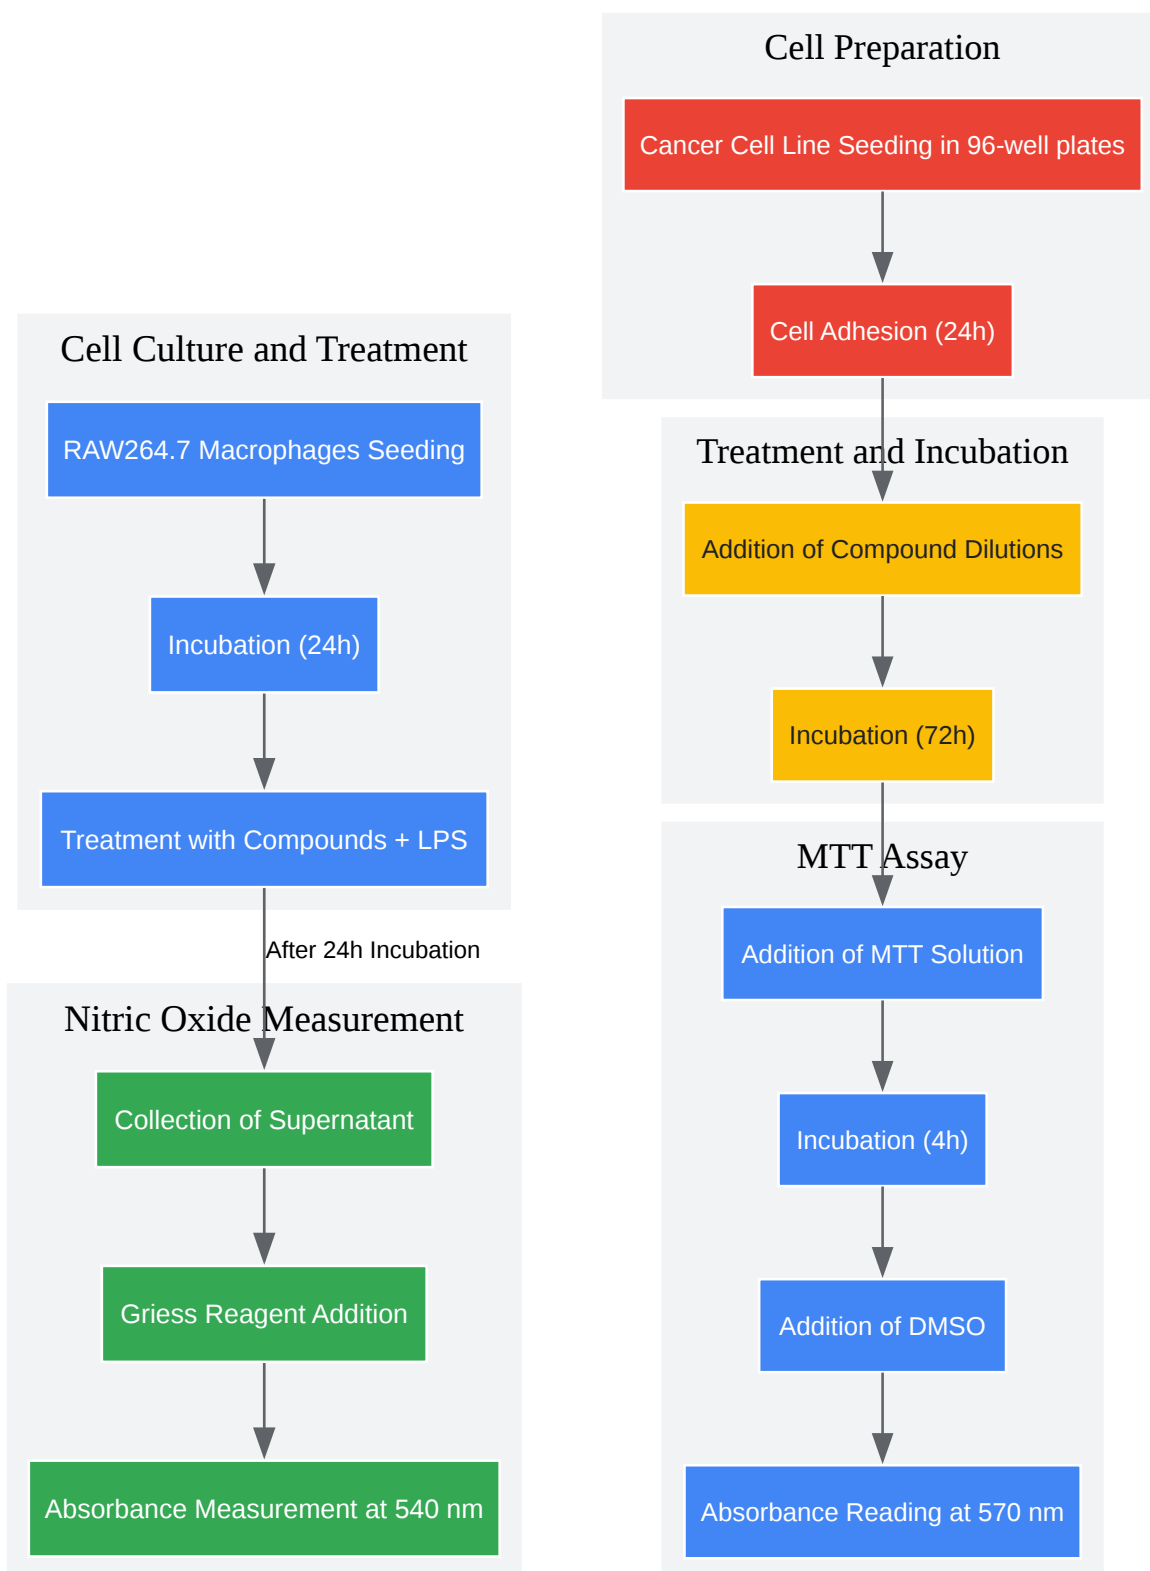 Cell Culture and Treatment
RAW264.7 Macrophages Seeding
Incubation (24h)
Treatment with Compounds + LPS
After 24h Incubation
Nitric Oxide Measurement
Collection of Supernatant
Griess Reagent Addition
Absorbance Measurement at 540 nm
Cell Preparation
Cancer Cell Line Seeding in 96-well plates
Cell Adhesion (24h)
Treatment and Incubation
Addition of Compound Dilutions
Incubation (72h)
MTT Assay
Addition of MTT Solution
Incubation (4h)
Addition of DMSO
Absorbance Reading at 570 nm